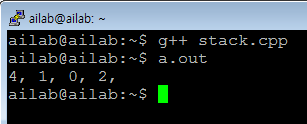 ailab@ailab: ~
ailab@ailab:~$ g++ stack.cpp
ailab@ailab:~$ a.out
4, 1, 0, 2,
ailab@ailab:~$